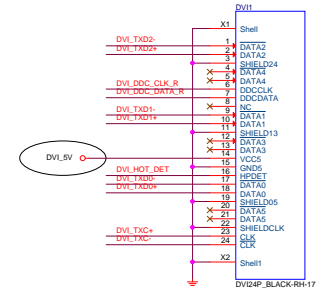 DVI1
X1 Shell
DVI_TXD2- 1 DATA2
DVI_TXD2+ 2 DATA2
3 SHIELD24
4 DATA4
5 DATA4
DVI_DDC_CLK_R 6 DDCCLK
DVI_DDC_DATA_R 7 DDCDATA
8 NC
DVI_TXD1- 9 DATA1
DVI_TXD1+ 10 DATA1
11 SHIELD13
12 DATA3
13 DATA3
DVI_5V 14 VCC5
15 GND5
DVI_HOT_DET 16 HPDET
DVI_TXD0- 17 DATA0
DVI_TXD0+ 18 DATA0
19 SHIELD05
20 DATA5
21 DATA5
22 SHIELDCLK
DVI_TXC+ 23 CLK
DVI_TXC- 24 CLK
X2 Shell1
DVI24P_BLACK-RH-17